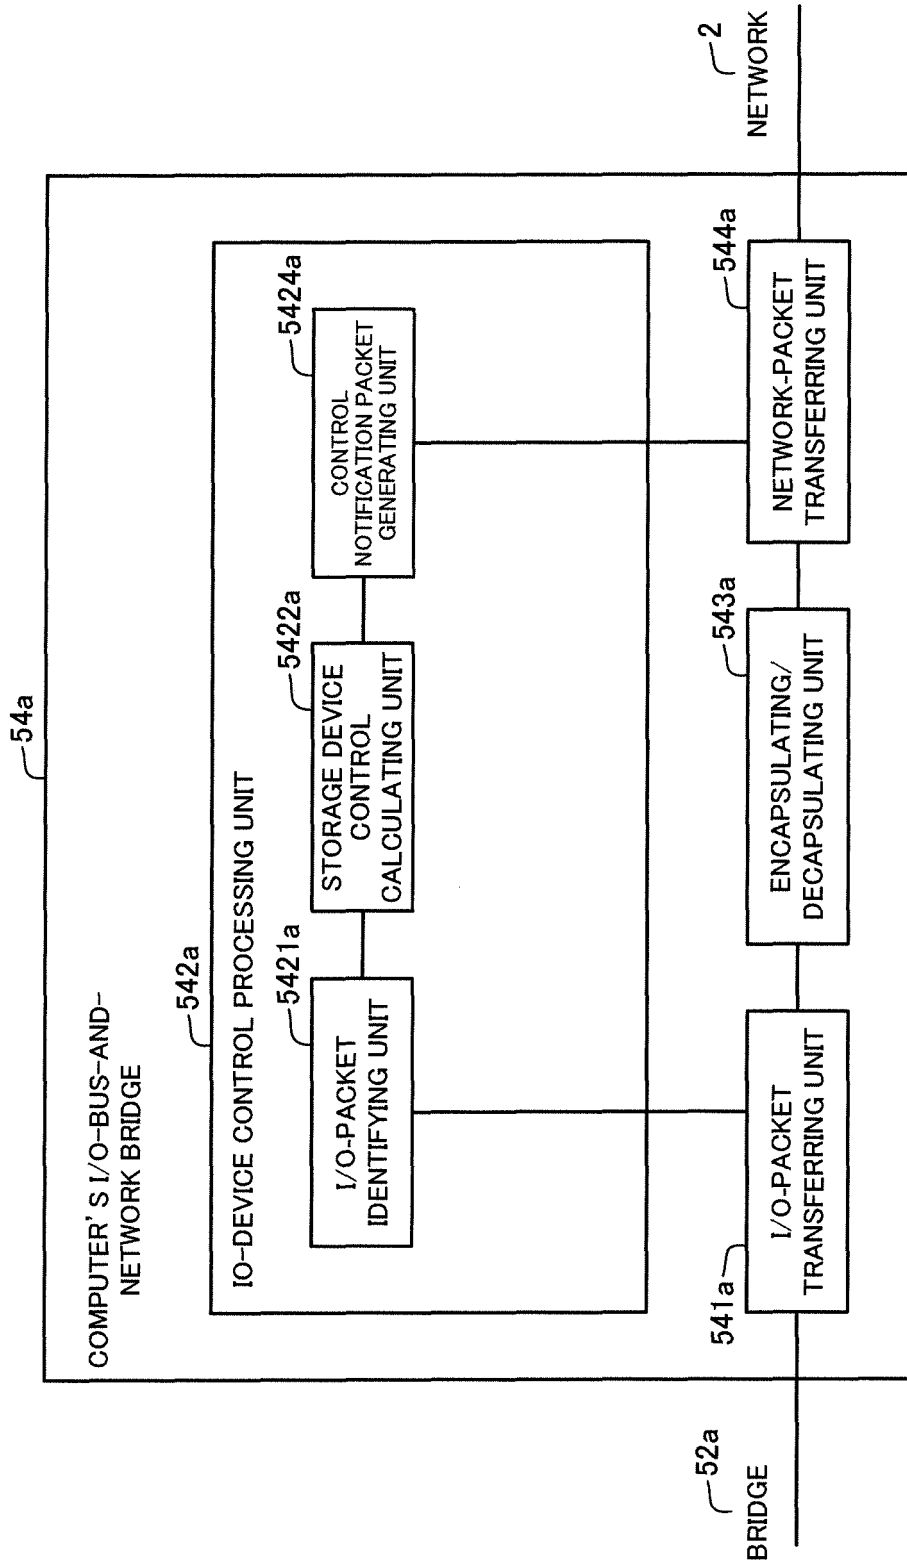 54a
COMPUTER'S I/O-BUS-AND-
NETWORK BRIDGE
542a
IO-DEVICE CONTROL PROCESSING UNIT
5421a
I/O-PACKET
IDENTIFYING UNIT
5422a
STORAGE DEVICE
CONTROL
CALCULATING UNIT
5424a
CONTROL
NOTIFICATION PACKET
GENERATING UNIT
52a
BRIDGE
541a
I/O-PACKET
TRANSFERRING UNIT
543a
ENCAPSULATING/
DECAPSULATING UNIT
544a
NETWORK-PACKET
TRANSFERRING UNIT
2
NETWORK